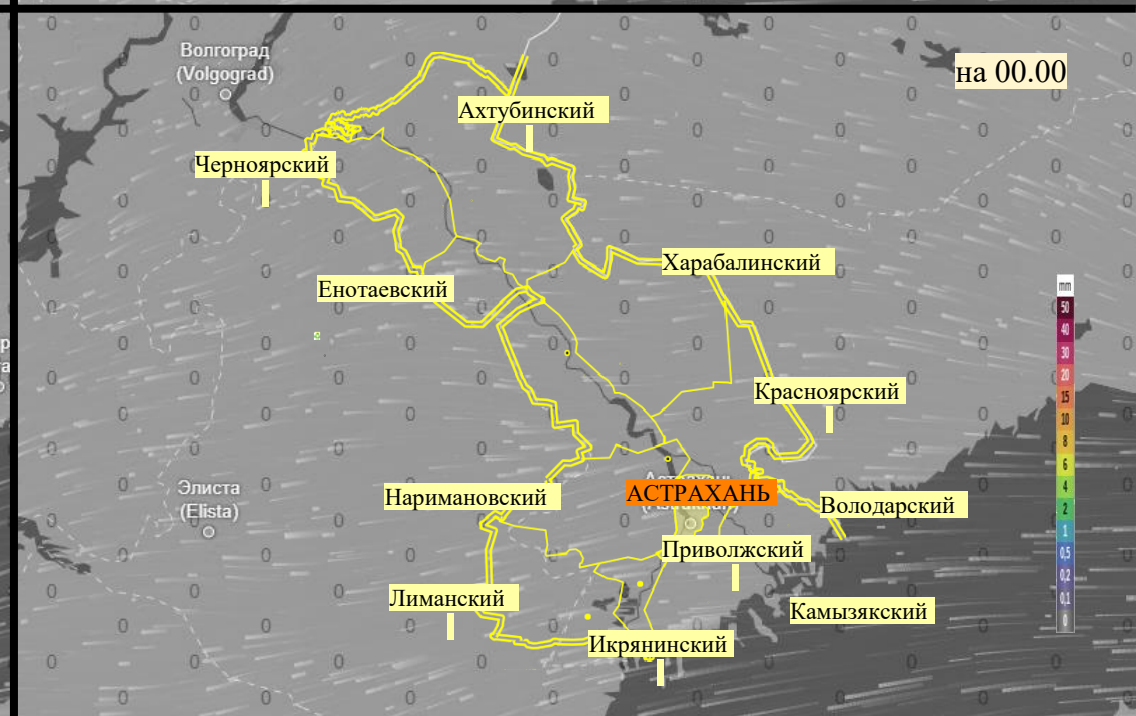 Волгоград
(Volgograd)
на 00.00
Ахтубинский
Черноярский
Харабалинский
Енотаевский
mm
50
40
30
20
15
10
8
6
4
2
1
0,5
0,2
0,1
0
Красноярский
Элиста
(Elista)
Наримановский
АСТРАХАНЬ
Володарский
Приволжский
Лиманский
Камызякский
Икрянинский